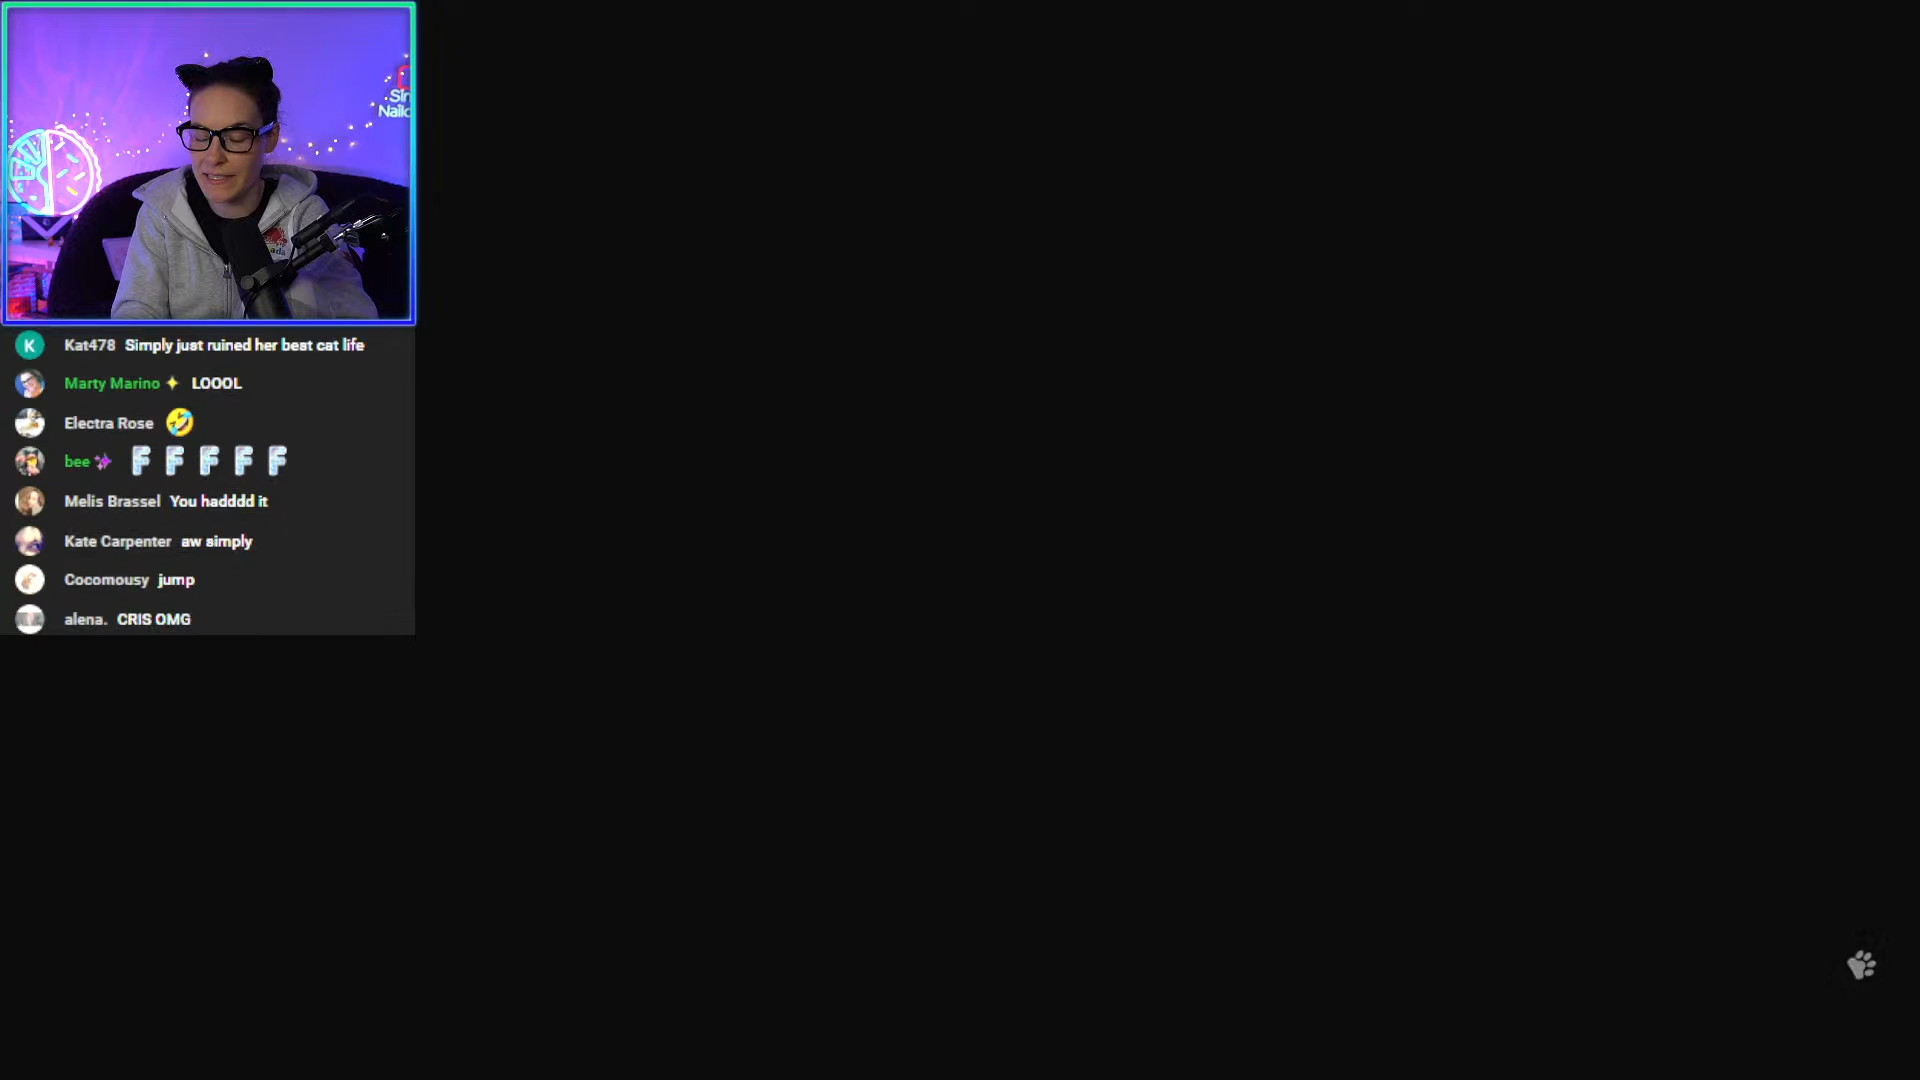 Kat478 Simply just ruined her beat cat life
Marty Marino LOOOL
Electra Rose
bee F F F F F
Melis Brassel You hadddd it
Kate Carpenter aw simply
Cocomousy jump
alena. CRIS OMG